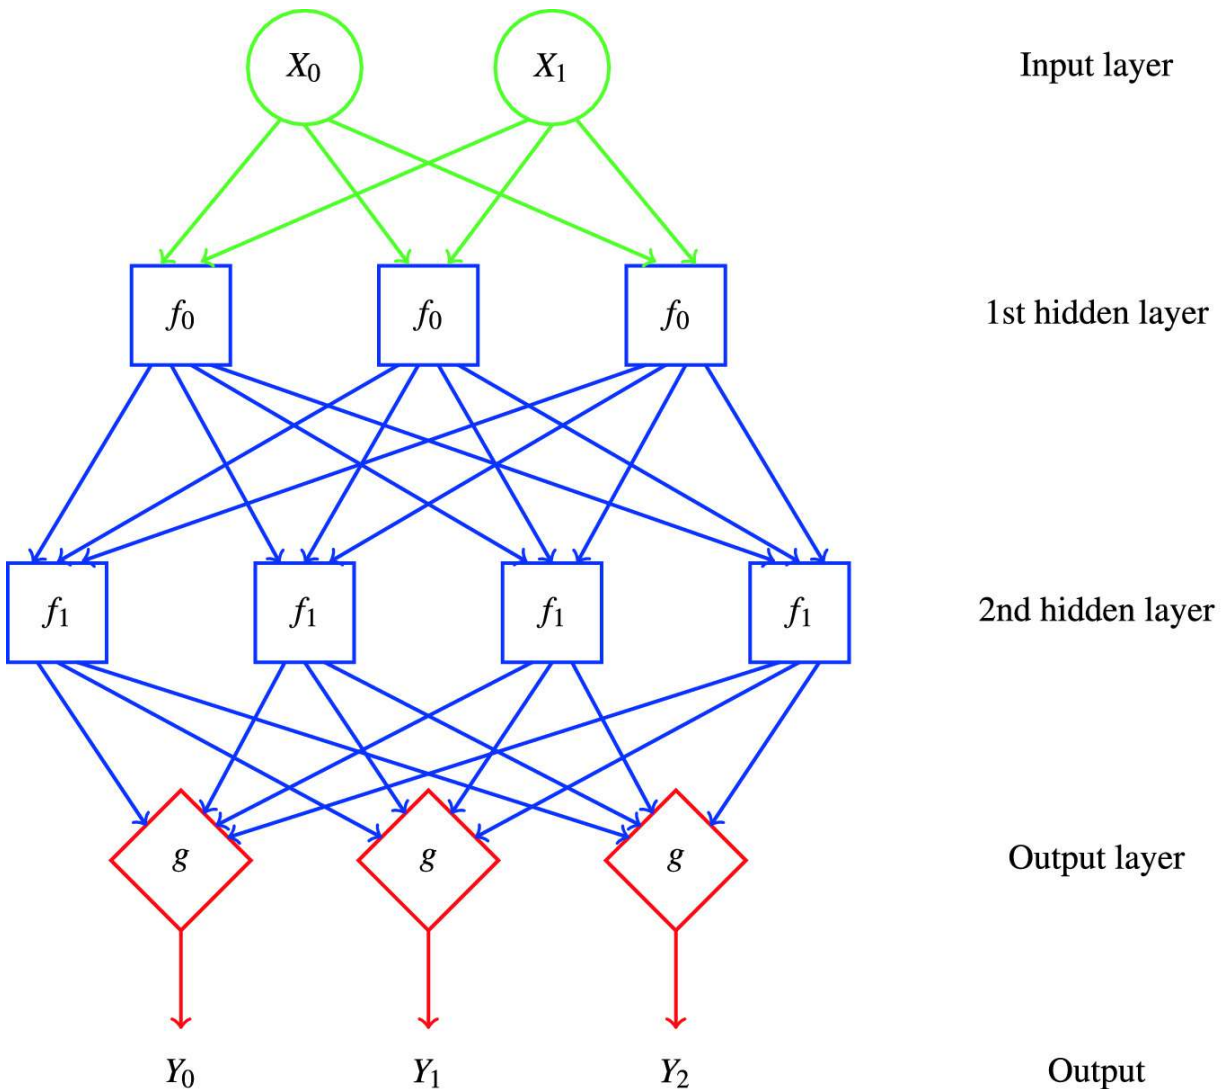 X₀ X₁ Input layer
f₀ f₀ f₀ 1st hidden layer
f₁ f₁ f₁ f₁ 2nd hidden layer
g g g Output layer
Y₀ Y₁ Y₂ Output